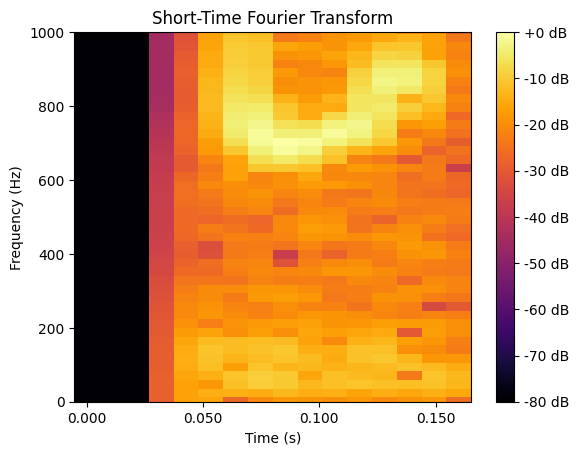 Short-Time Fourier Transform
1000
800
600
400
200
0
Frequency (Hz)
0.000
0.050
0.100
0.150
Time (s)
+0 dB
-10 dB
-20 dB
-30 dB
-40 dB
-50 dB
-60 dB
-70 dB
-80 dB